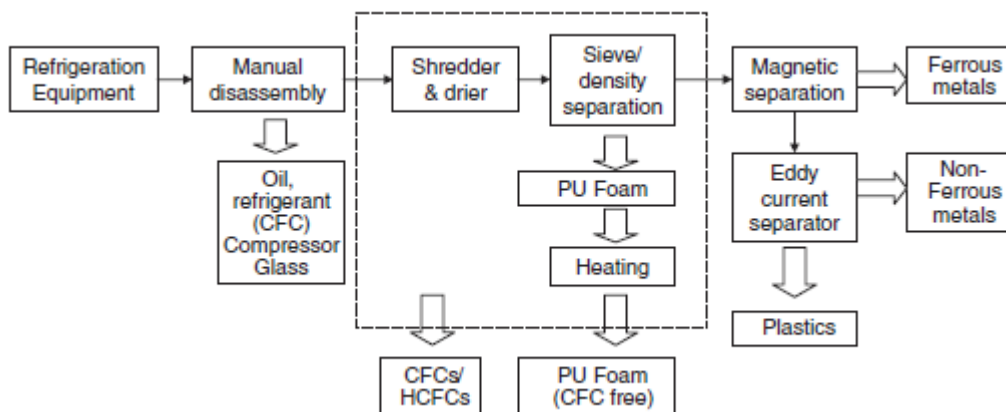 Refrigeration
Equipment
Manual
disassembly
Shredder
& drier
Sieve/
density
separation
Magnetic
separation
Ferrous
metals
Oil,
refrigerant
(CFC)
Compressor
Glass
PU Foam
Eddy
current
separator
Non-
Ferrous
metals
Heating
Plastics
CFCs/
HCFCs
PU Foam
(CFC free)